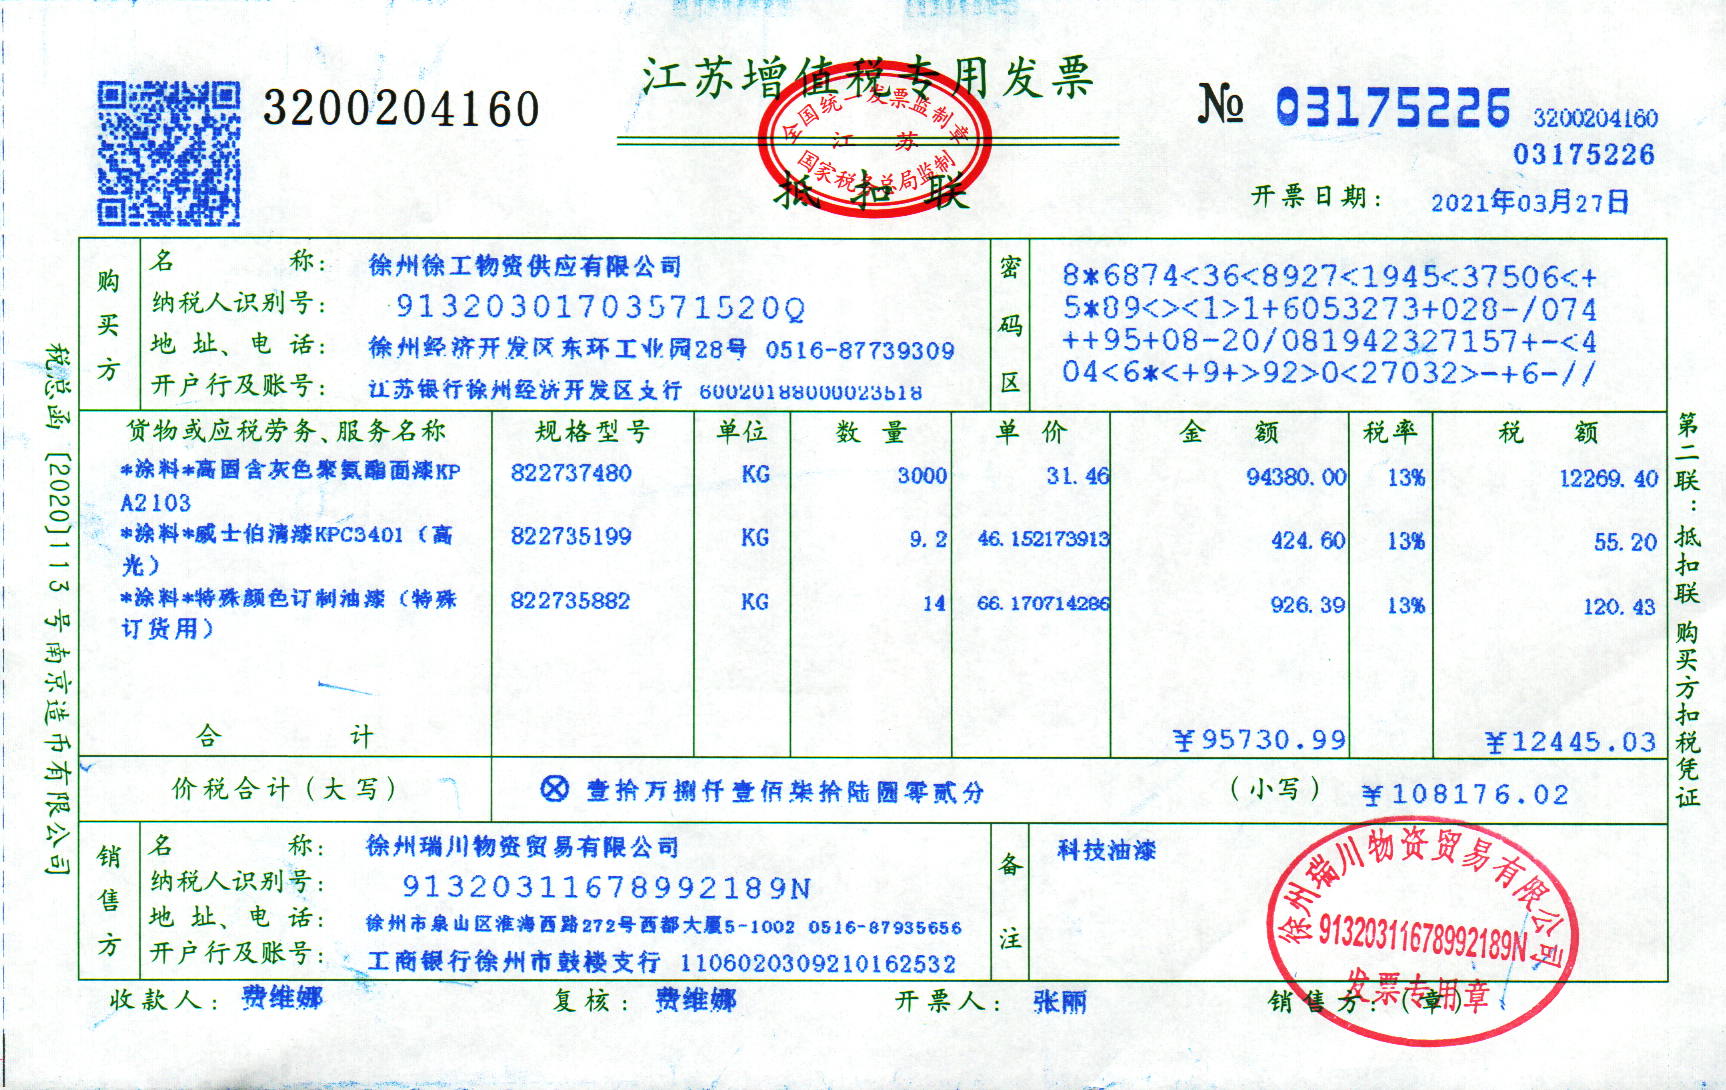 江苏增值税专用发票
3200204160
№ 03175226 3200204160
03175226
全国统一发票监制章
江苏
国家税务总局监制
抵扣联
开票日期: 2021年03月27日
购买方
名称: 徐州徐工物资供应有限公司
纳税人识别号: 91320301703571520Q
地址、电话: 徐州经济开发区东环工业园28号 0516-87739309
开户行及账号: 江苏银行徐州经济开发区支行 60020188000023518
密码区
8*6874<36<8927<1945<37506<+
5*89<><1>1+6053273+028-/074
++95+08-20/081942327157+-<4
04<6*<+9+>92>0<27032>-+6-//
货物或应税劳务、服务名称 规格型号 单位 数量 单价 金额 税率 税额
*涂料*高固含灰色聚氨酯面漆KP 822737480 KG 3000 31.46 94380.00 13% 12269.40
A2103
*涂料*威士伯清漆KPC3401（高 822735199 KG 9.2 46.152173913 424.60 13% 55.20
光）
*涂料*特殊颜色订制油漆（特殊 822735882 KG 14 66.170714286 926.39 13% 120.43
订货用）
合计 ¥95730.99 ¥12445.03
价税合计(大写) ⊗ 壹拾万捌仟壹佰柒拾陆圆零贰分 (小写) ¥108176.02
销售方
名称: 徐州瑞川物资贸易有限公司
纳税人识别号: 91320311678992189N
地址、电话: 徐州市泉山区淮海西路272号西都大厦5-1002 0516-87935656
开户行及账号: 工商银行徐州市鼓楼支行 1106020309210162532
备注
科技油漆
徐州瑞川物资贸易有限公司
91320311678992189N
发票专用章
收款人: 费维娜 复核: 费维娜 开票人: 张丽 销售方:(章)
税总函[2020]113号南京造币有限公司
第二联:抵扣联 购买方扣税凭证